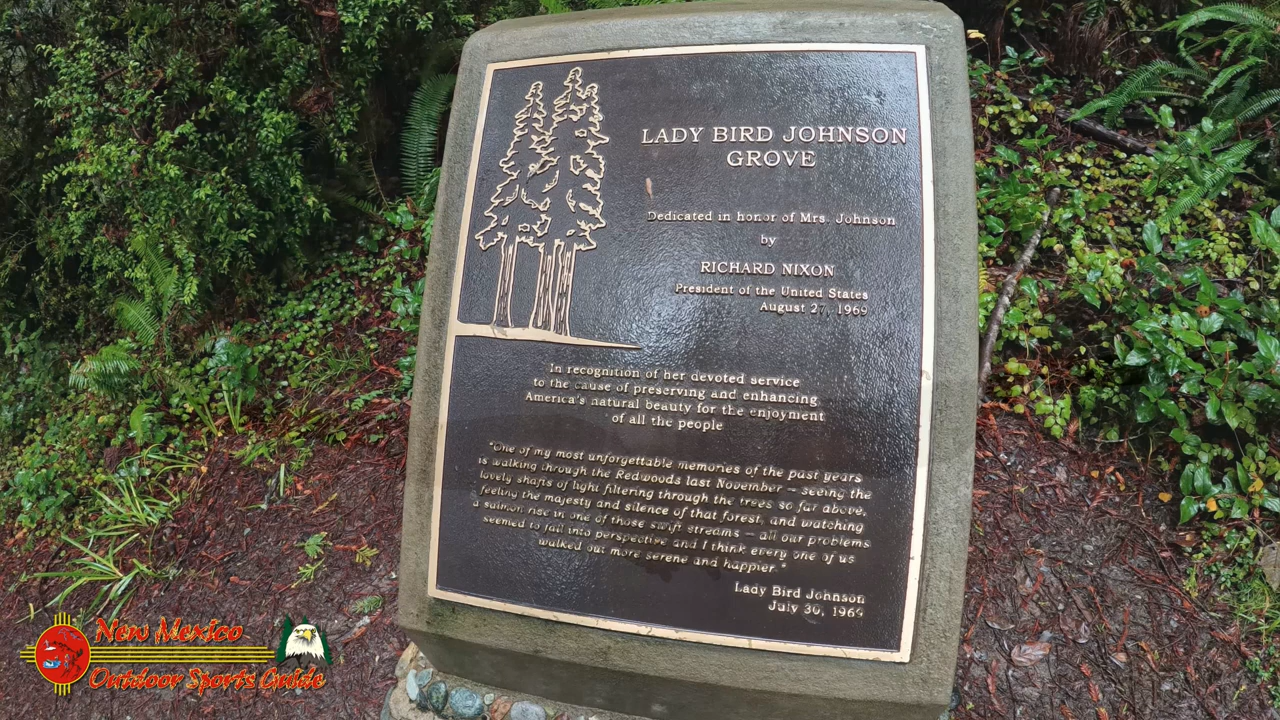 LADY BIRD JOHNSON
GROVE
Dedicated in honor of Mrs. Johnson
by
RICHARD NIXON
President of the United States
August 27, 1969
In recognition of her devoted service
to the cause of preserving and enhancing
America's natural beauty for the enjoyment
of all the people
"One of my most unforgettable memories of the past years
is walking through the Redwoods last November – seeing the
lovely shafts of light filtering through the trees so far above,
feeling the majesty and silence of that forest, and watching
a salmon rise in one of those swift streams – all our problems
seemed to fall into perspective and I think every one of us
walked out more serene and happier."
Lady Bird Johnson
July 30, 1969
New Mexico
Outdoor Sports Guide